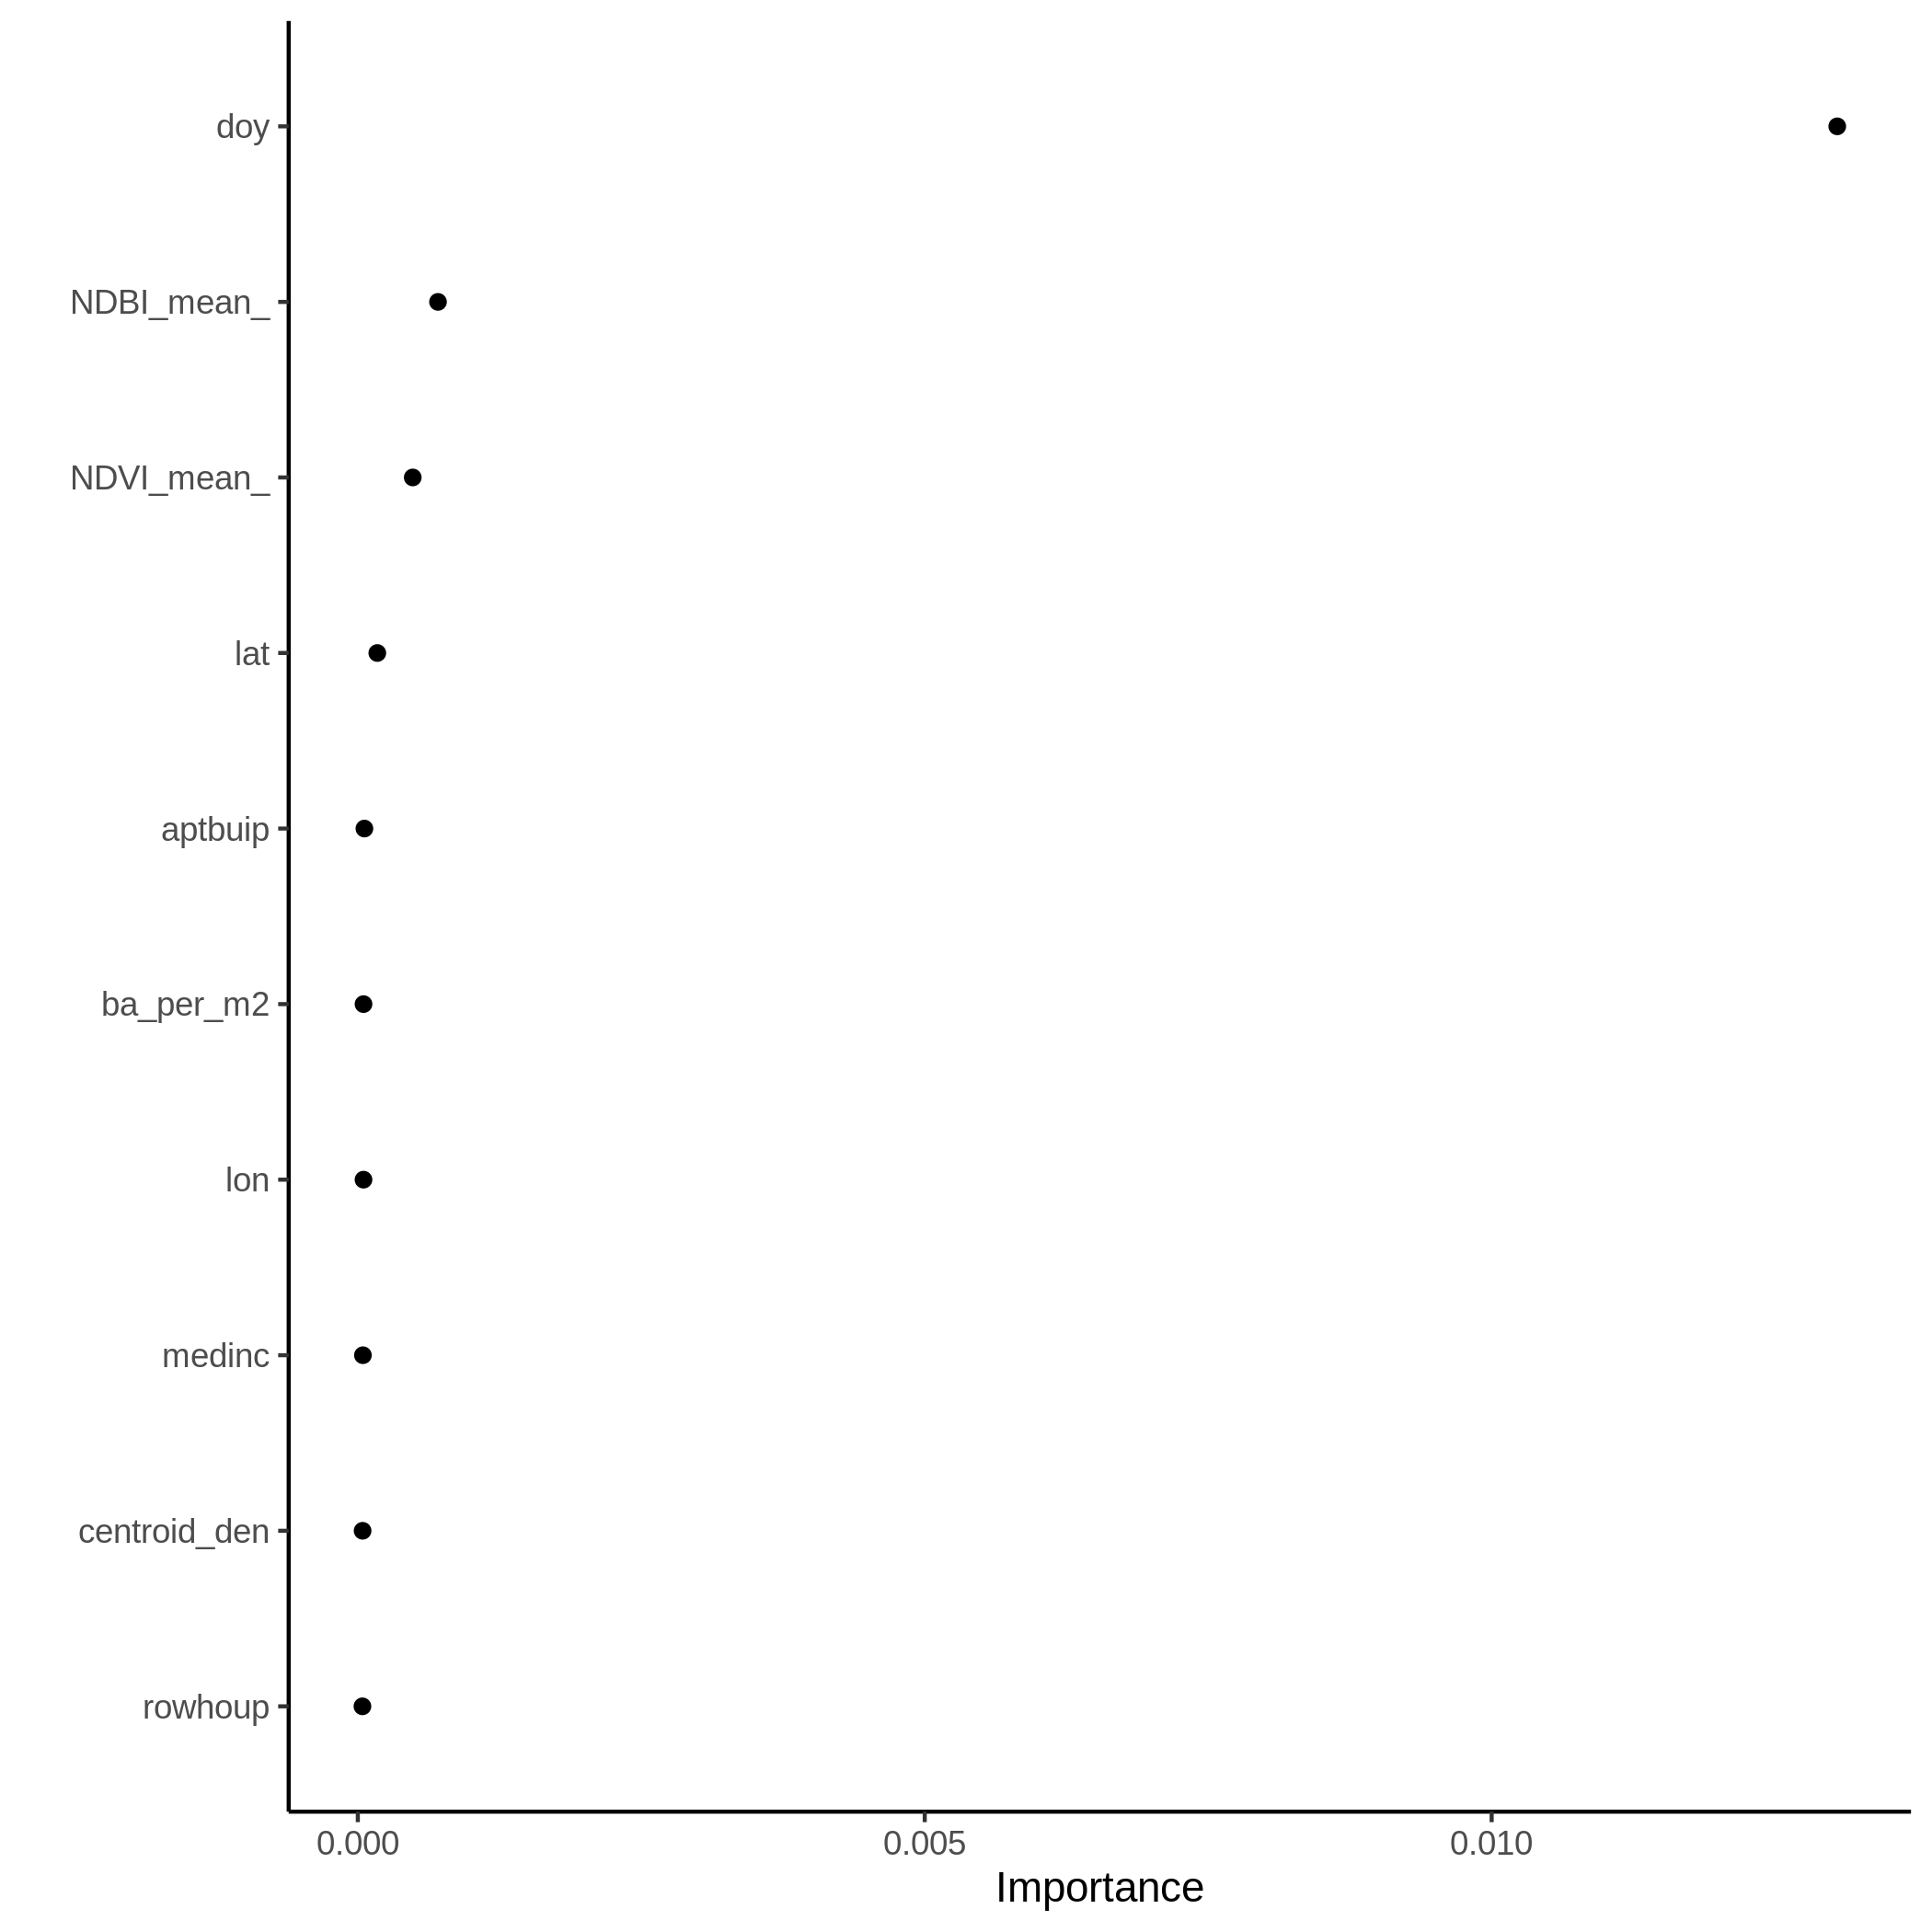 doy
NDBI_mean_
NDVI_mean_
lat
aptbuip
ba_per_m2
lon
medinc
centroid_den
rowhoup
0.000 0.005 0.010
Importance